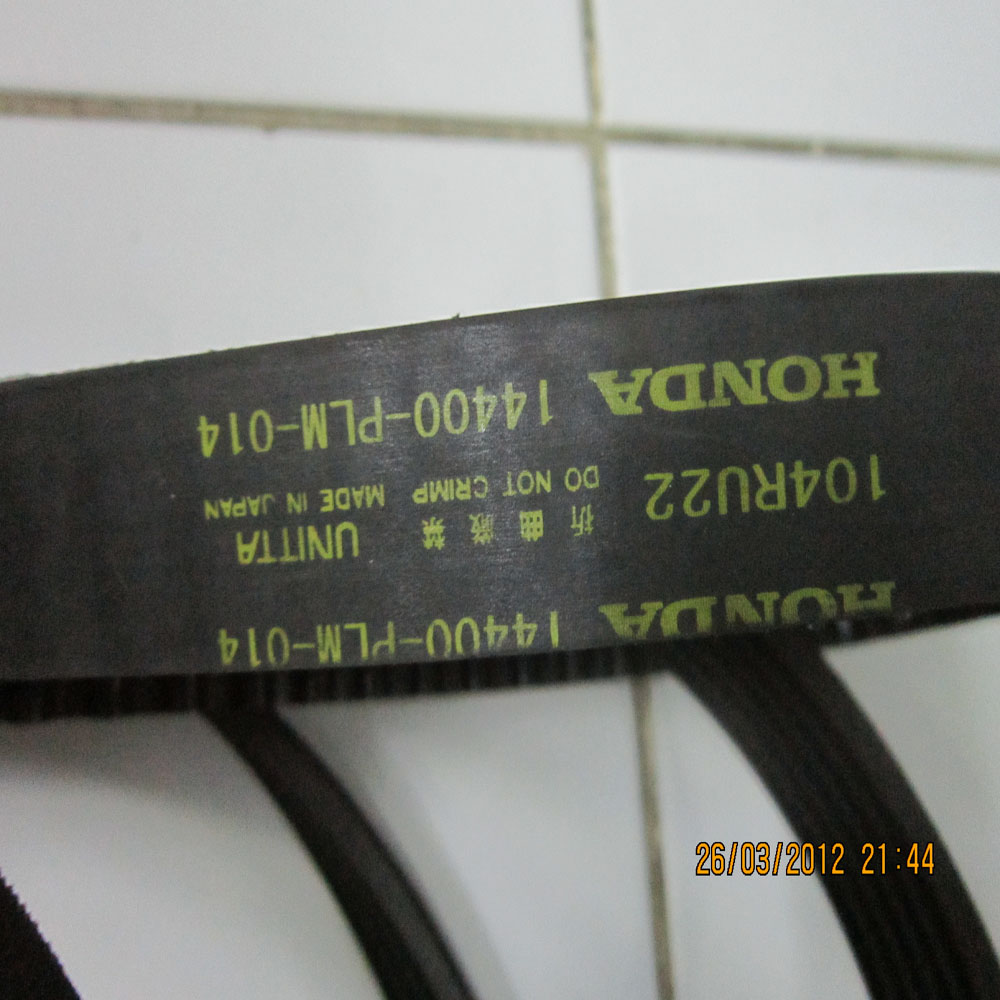 HONDA 14400-PLM-014
104RU22 折曲厳禁 UNITTA
DO NOT CRIMP MADE IN JAPAN
HONDA 14400-PLM-014
26/03/2012 21:44